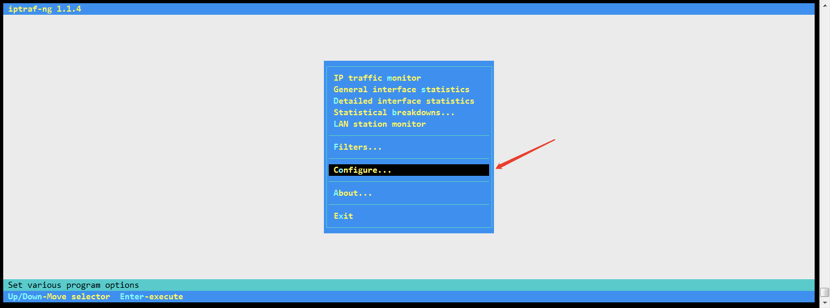 iptraf-ng 1.1.4
IP traffic monitor
General interface statistics
Detailed interface statistics
Statistical breakdowns...
LAN station monitor
Filters...
Configure...
About...
Exit
Set various program options
Up/Down-Move selector  Enter-execute